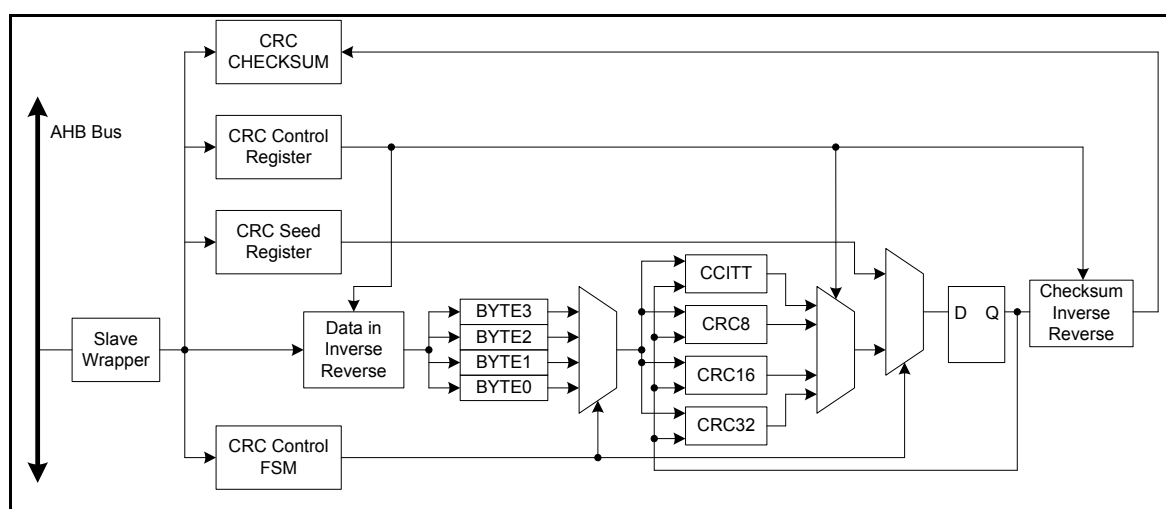 CRC
CHECKSUM
AHB Bus
CRC Control
Register
CRC Seed
Register
Slave
Wrapper
Data in
Inverse
Reverse
BYTE3
BYTE2
BYTE1
BYTE0
CCITT
CRC8
CRC16
CRC32
D Q
Checksum
Inverse
Reverse
CRC Control
FSM